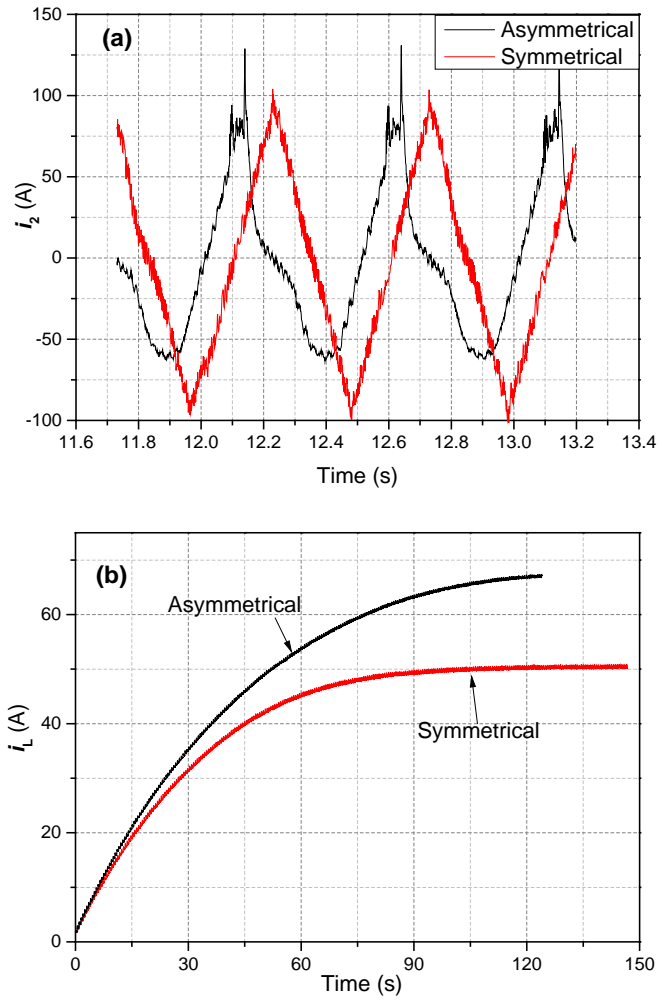 (a)
Asymmetrical
Symmetrical
150
100
50
0
-50
-100
i2 (A)
11.6 11.8 12.0 12.2 12.4 12.6 12.8 13.0 13.2 13.4
Time (s)
(b)
Asymmetrical
Symmetrical
60
40
20
0
iL (A)
0 30 60 90 120 150
Time (s)